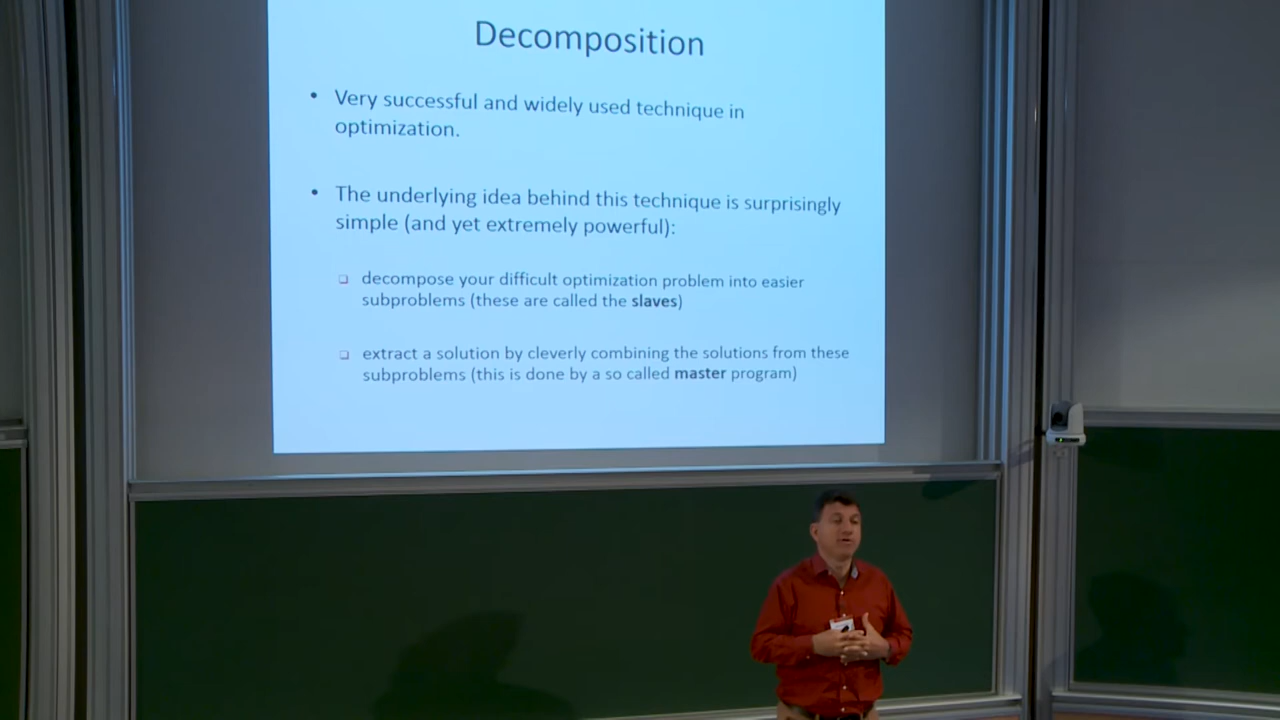 Decomposition
• Very successful and widely used technique in
optimization.
• The underlying idea behind this technique is surprisingly
simple (and yet extremely powerful):
❑ decompose your difficult optimization problem into easier
subproblems (these are called the slaves)
❑ extract a solution by cleverly combining the solutions from these
subproblems (this is done by a so called master program)